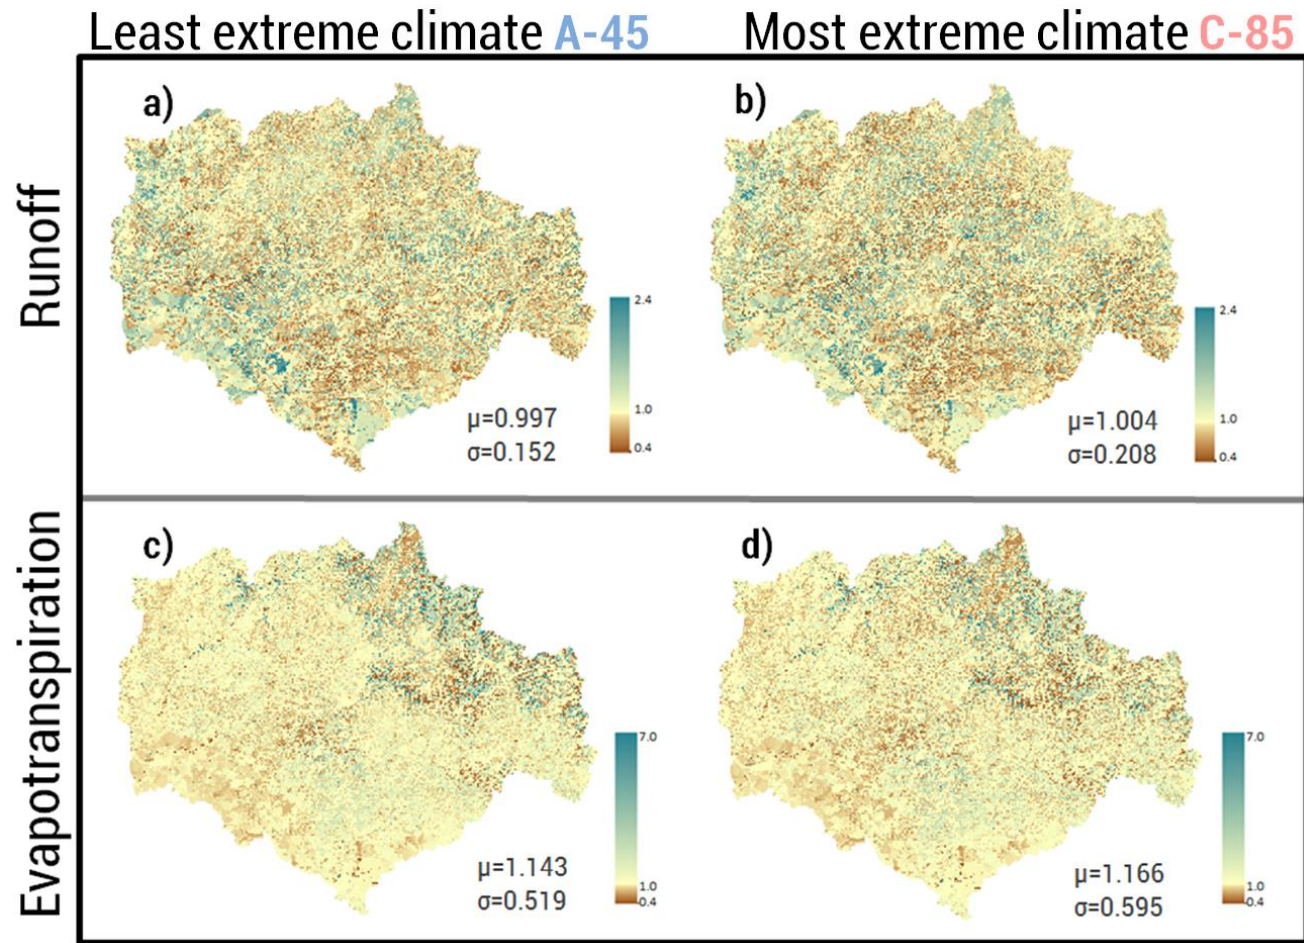 Least extreme climate A-45
Most extreme climate C-85
Runoff
a)
2.4
1.0
0.4
μ=0.997
σ=0.152
b)
2.4
1.0
0.4
μ=1.004
σ=0.208
Evapotranspiration
c)
7.0
1.0
0.4
μ=1.143
σ=0.519
d)
7.0
1.0
0.4
μ=1.166
σ=0.595